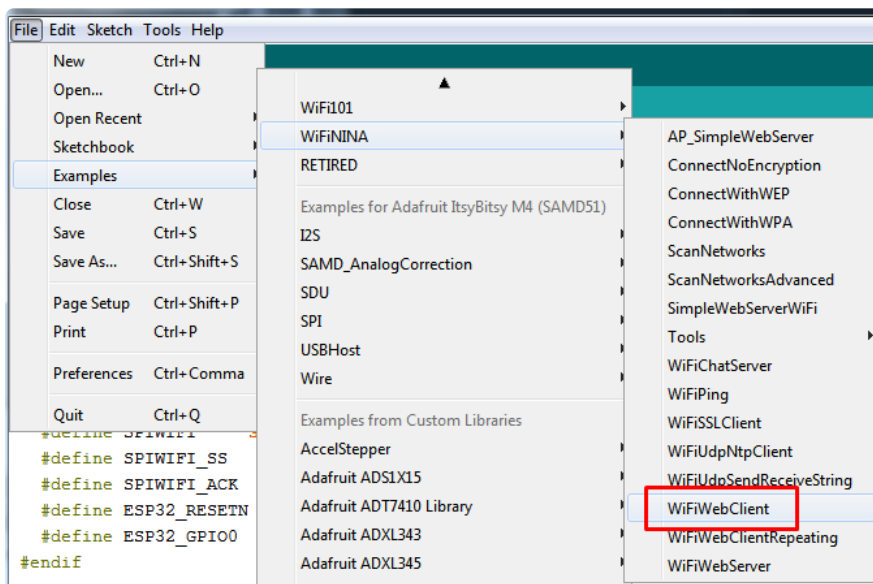 File Edit Sketch Tools Help
New Ctrl+N
Open... Ctrl+O
Open Recent
Sketchbook
Examples
Close Ctrl+W
Save Ctrl+S
Save As... Ctrl+Shift+S
Page Setup Ctrl+Shift+P
Print Ctrl+P
Preferences Ctrl+Comma
Quit Ctrl+Q
#define SPIWIFI
#define SPIWIFI_SS
#define SPIWIFI_ACK
#define ESP32_RESETN
#define ESP32_GPIO0
#endif
WiFi101
WiFiNINA
RETIRED
Examples for Adafruit ItsyBitsy M4 (SAMD51)
I2S
SAMD_AnalogCorrection
SDU
SPI
USBHost
Wire
Examples from Custom Libraries
AccelStepper
Adafruit ADS1X15
Adafruit ADT7410 Library
Adafruit ADXL343
Adafruit ADXL345
AP_SimpleWebServer
ConnectNoEncryption
ConnectWithWEP
ConnectWithWPA
ScanNetworks
ScanNetworksAdvanced
SimpleWebServerWiFi
Tools
WiFiChatServer
WiFiPing
WiFiSSLClient
WiFiUdpNtpClient
WiFiUdpSendReceiveString
WiFiWebClient
WiFiWebClientRepeating
WiFiWebServer